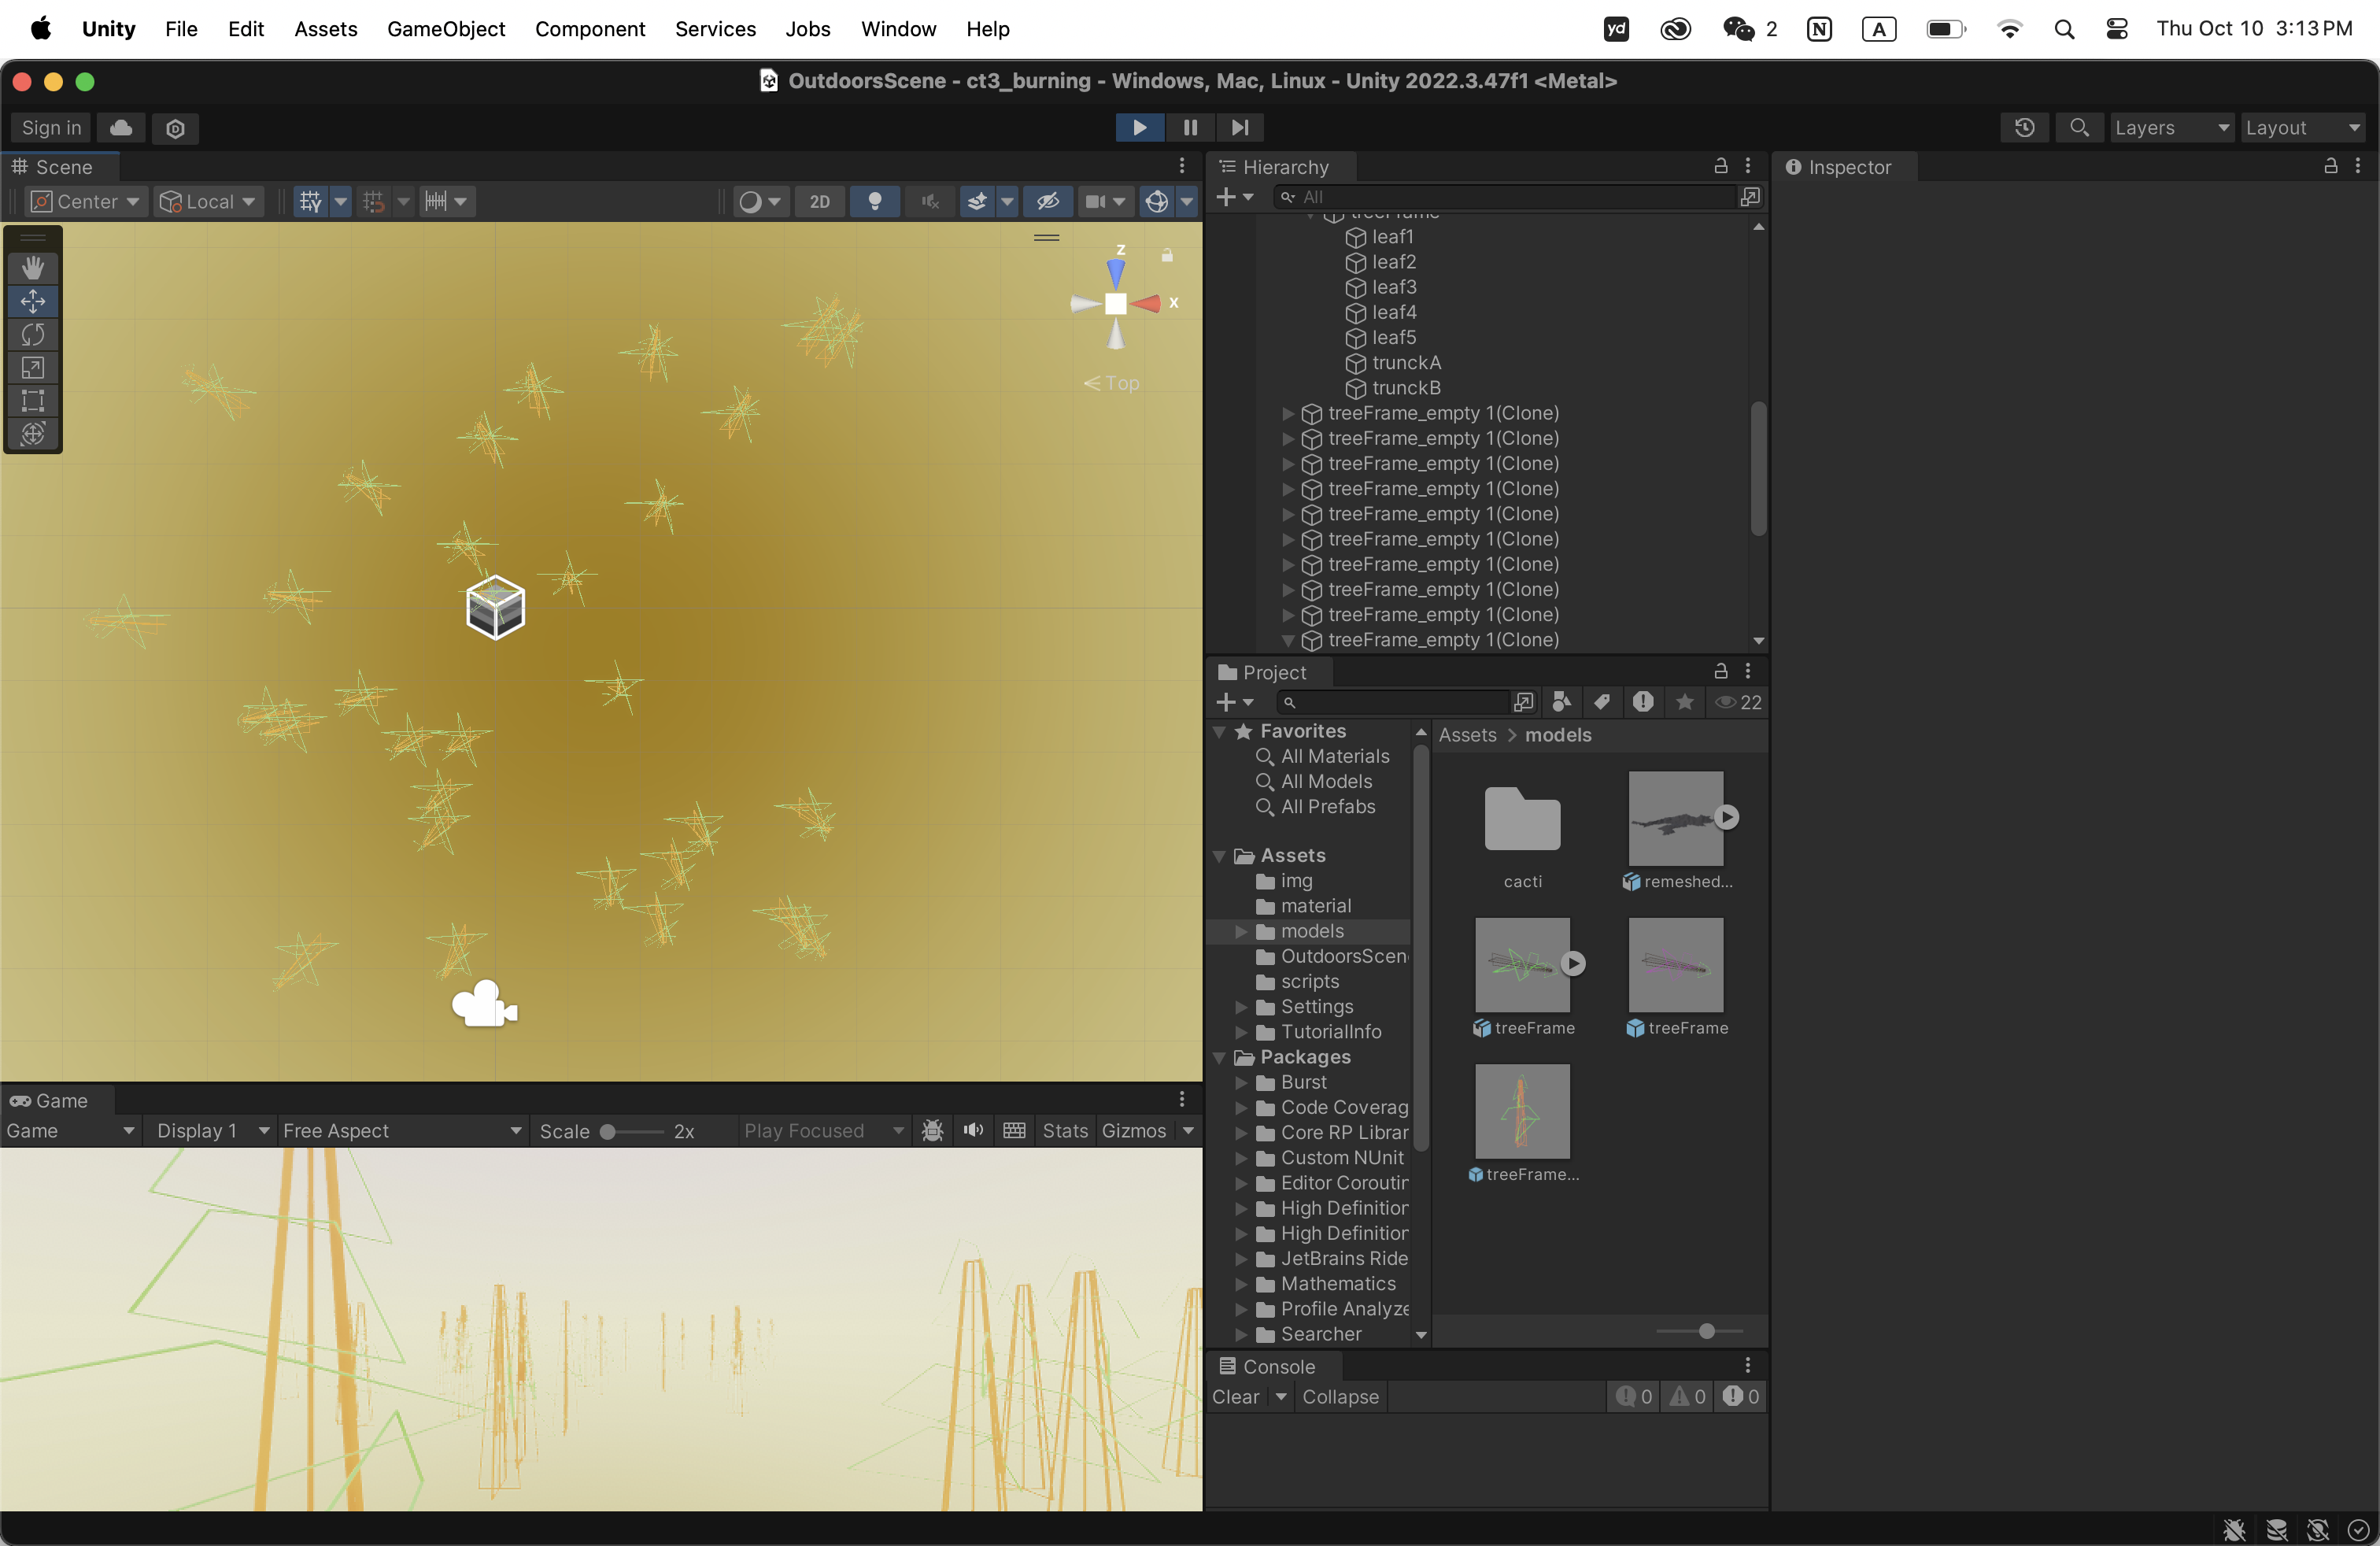 Unity File Edit Assets GameObject Component Services Jobs Window Help yd 2 N A Thu Oct 10 3:13 PM
OutdoorsScene - ct3_burning - Windows, Mac, Linux - Unity 2022.3.47f1 <Metal>
Sign in Layers Layout
Scene
Center Local 2D
z
x
Top
Hierarchy
All
treeFrame
leaf1
leaf2
leaf3
leaf4
leaf5
trunckA
trunckB
treeFrame_empty 1(Clone)
treeFrame_empty 1(Clone)
treeFrame_empty 1(Clone)
treeFrame_empty 1(Clone)
treeFrame_empty 1(Clone)
treeFrame_empty 1(Clone)
treeFrame_empty 1(Clone)
treeFrame_empty 1(Clone)
treeFrame_empty 1(Clone)
treeFrame_empty 1(Clone)
Inspector
Project
22
Favorites
All Materials
All Models
All Prefabs
Assets
img
material
models
OutdoorsScen
scripts
Settings
TutorialInfo
Packages
Burst
Code Coverag
Core RP Librar
Custom NUnit
Editor Coroutin
High Definition
High Definition
JetBrains Ride
Mathematics
Profile Analyze
Searcher
Assets > models
cacti
remeshed...
treeFrame
treeFrame
treeFrame...
Game
Game Display 1 Free Aspect Scale 2x Play Focused Stats Gizmos
Console
Clear Collapse 0 0 0